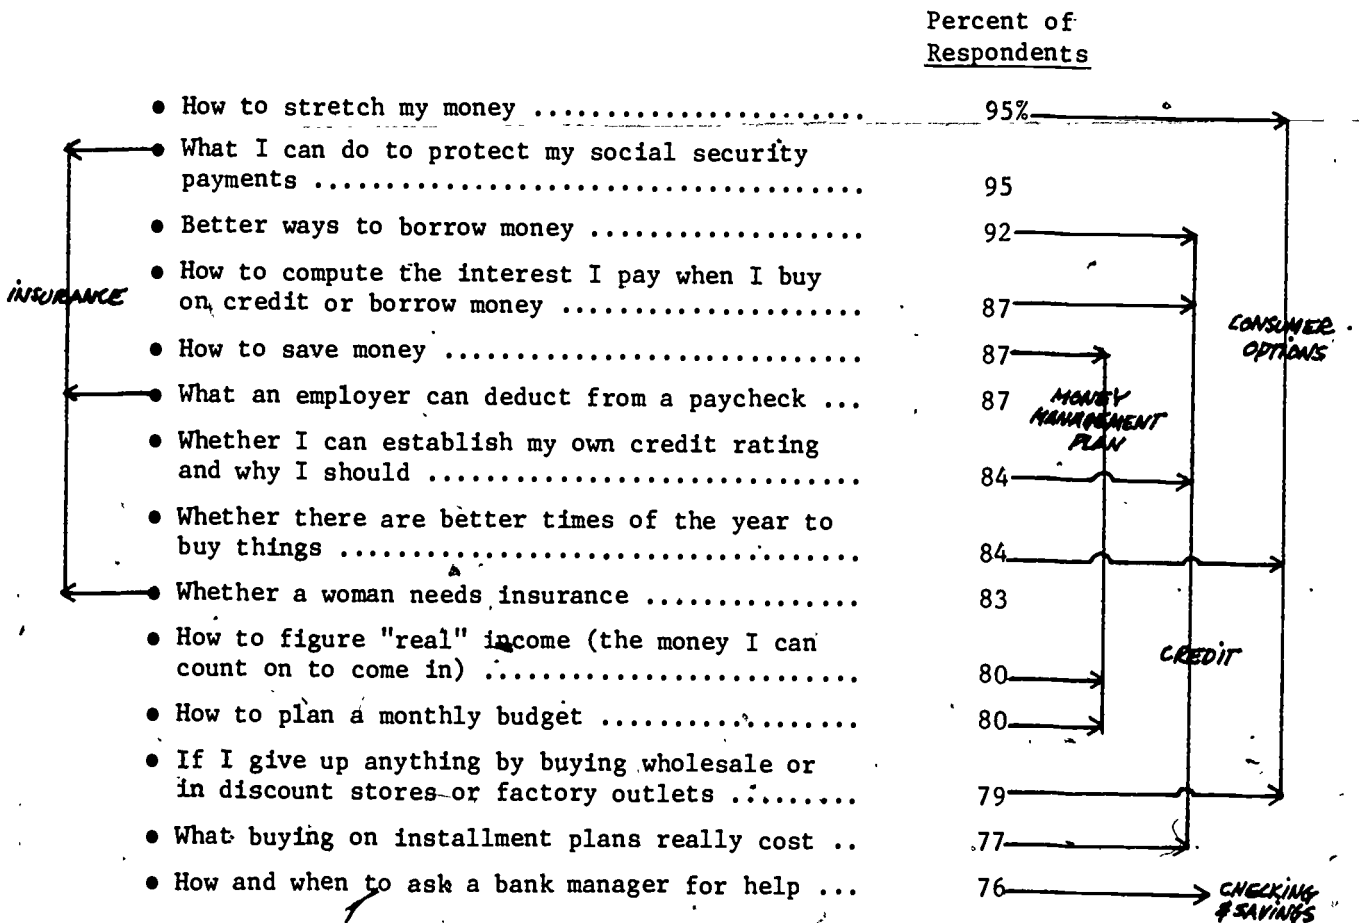 Percent of
Respondents
• How to stretch my money ....................... 95%
• What I can do to protect my social security
payments ...................................... 95
• Better ways to borrow money ................... 92
• How to compute the interest I pay when I buy
on credit or borrow money ..................... 87
INSURANCE
CONSUMER
OPTIONS
• How to save money ............................. 87
• What an employer can deduct from a paycheck ... 87
MONEY
MANAGEMENT
PLAN
• Whether I can establish my own credit rating
and why I should .............................. 84
• Whether there are better times of the year to
buy things .................................... 84
• Whether a woman needs insurance ............... 83
• How to figure "real" income (the money I can
count on to come in) .......................... 80
CREDIT
• How to plan a monthly budget .................. 80
• If I give up anything by buying wholesale or
in discount stores or factory outlets ......... 79
• What buying on installment plans really cost .. 77
• How and when to ask a bank manager for help ... 76
CHECKING
& SAVINGS